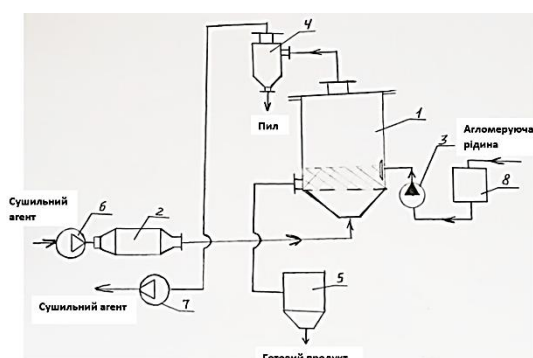 4
Пил
1
Агломеруюча
рідина
3
8
Сушильний
агент
6
2
5
Сушильний агент
7
Готовий продукт